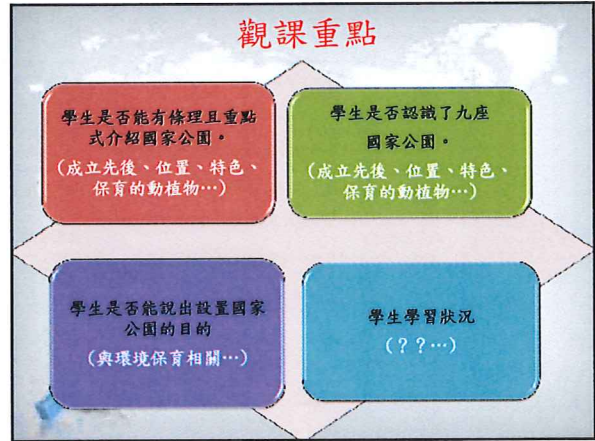 觀課重點
學生是否能有條理且重點
式介紹國家公園。
(成立先後、位置、特色、
保育的動植物…)
學生是否認識了九座
國家公園。
(成立先後、位置、特色、
保育的動植物…)
學生是否能說出設置國家
公園的目的
(與環境保育相關…)
學生學習狀況
(??…)